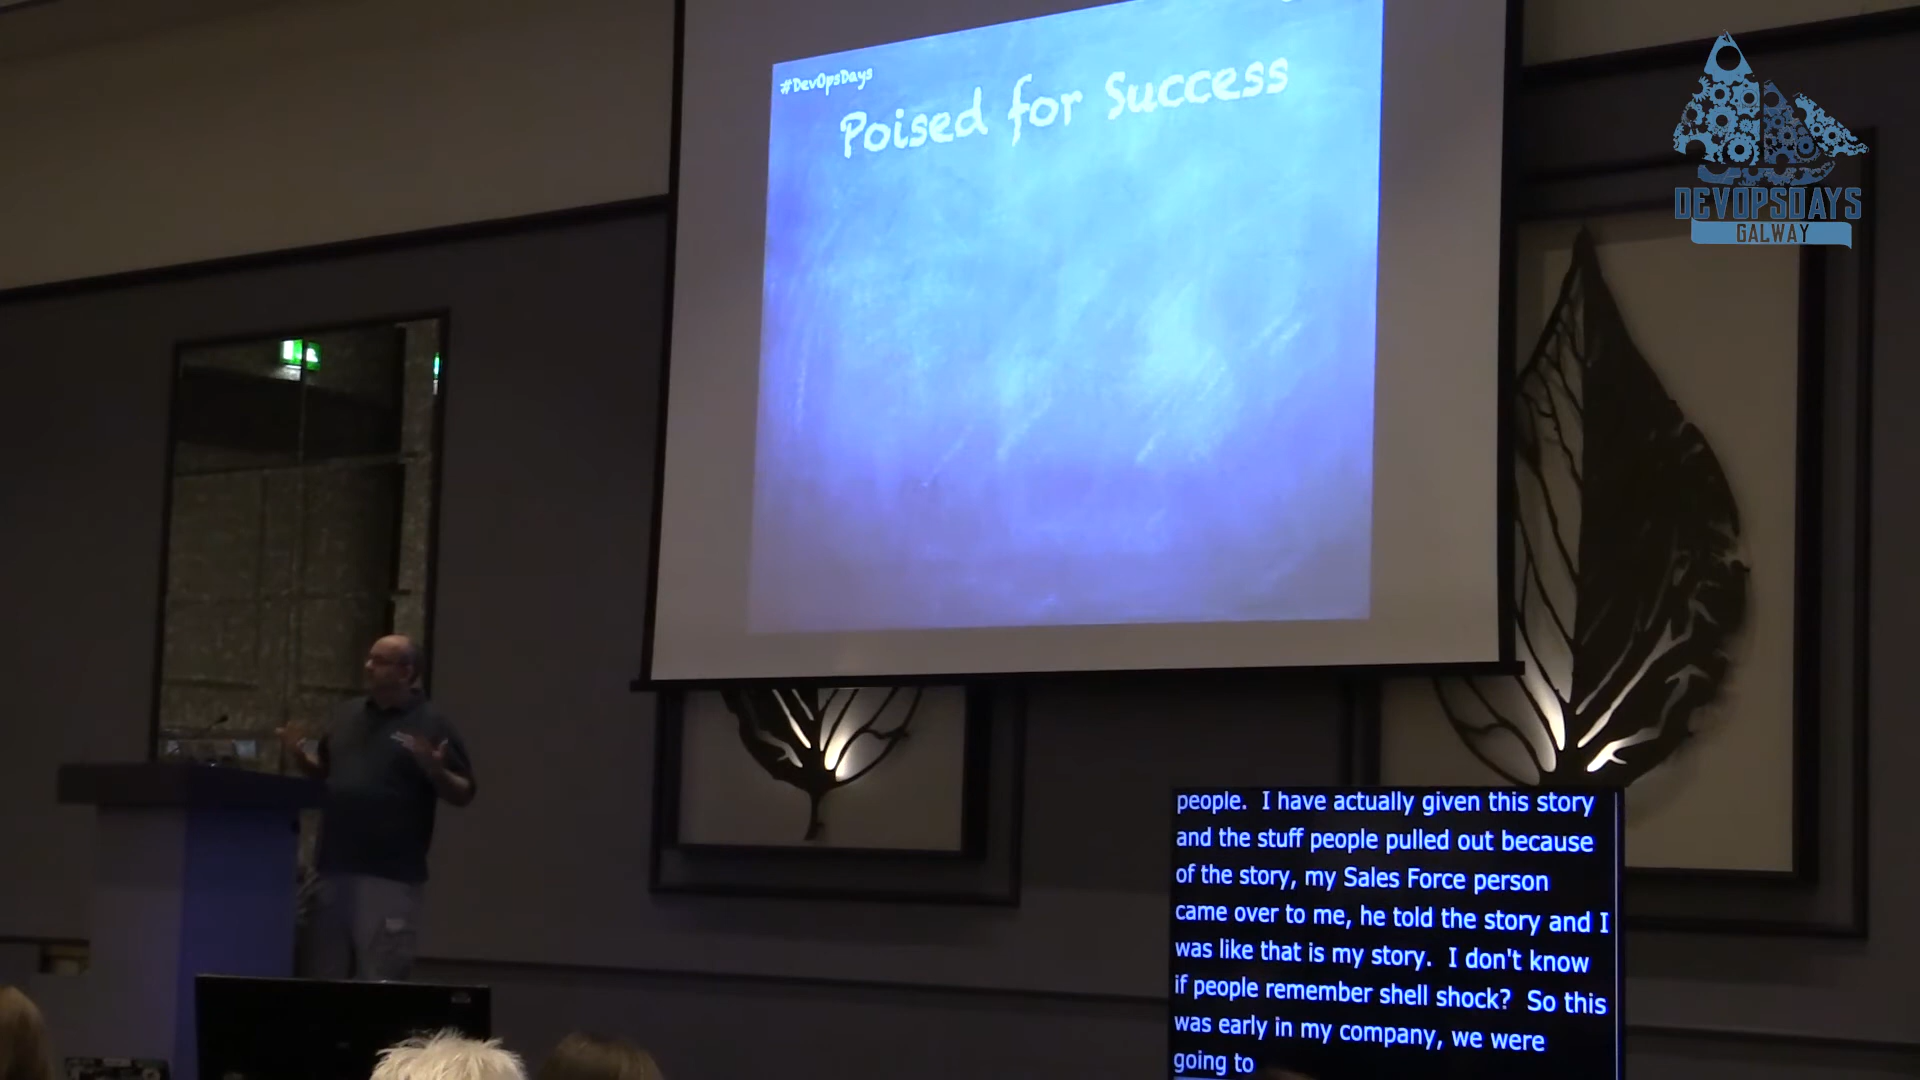 #DevOpsDays
Poised for Success
DEVOPSDAYS
GALWAY
people.  I have actually given this story
and the stuff people pulled out because
of the story, my Sales Force person
came over to me, he told the story and I
was like that is my story.  I don't know
if people remember shell shock?  So this
was early in my company, we were
going to